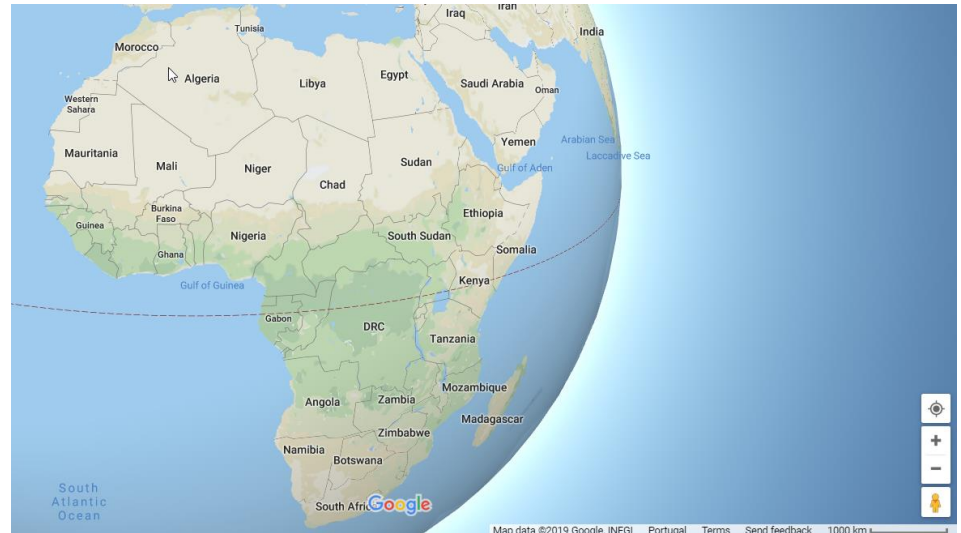 Iran
Iraq
Tunisia
India
Morocco
Algeria
Libya
Egypt
Saudi Arabia
Oman
Western
Sahara
Yemen
Arabian Sea
Laccadive Sea
Mauritania
Mali
Niger
Chad
Sudan
Gulf of Aden
Burkina
Faso
Guinea
Nigeria
South Sudan
Ethiopia
Ghana
Somalia
Gulf of Guinea
Kenya
Gabon
DRC
Tanzania
Mozambique
Angola
Zambia
Madagascar
Zimbabwe
Namibia
Botswana
South
Atlantic
Ocean
South Afric
Google
Map data ©2019 Google, INEGI Portugal Terms Send feedback 1000 km